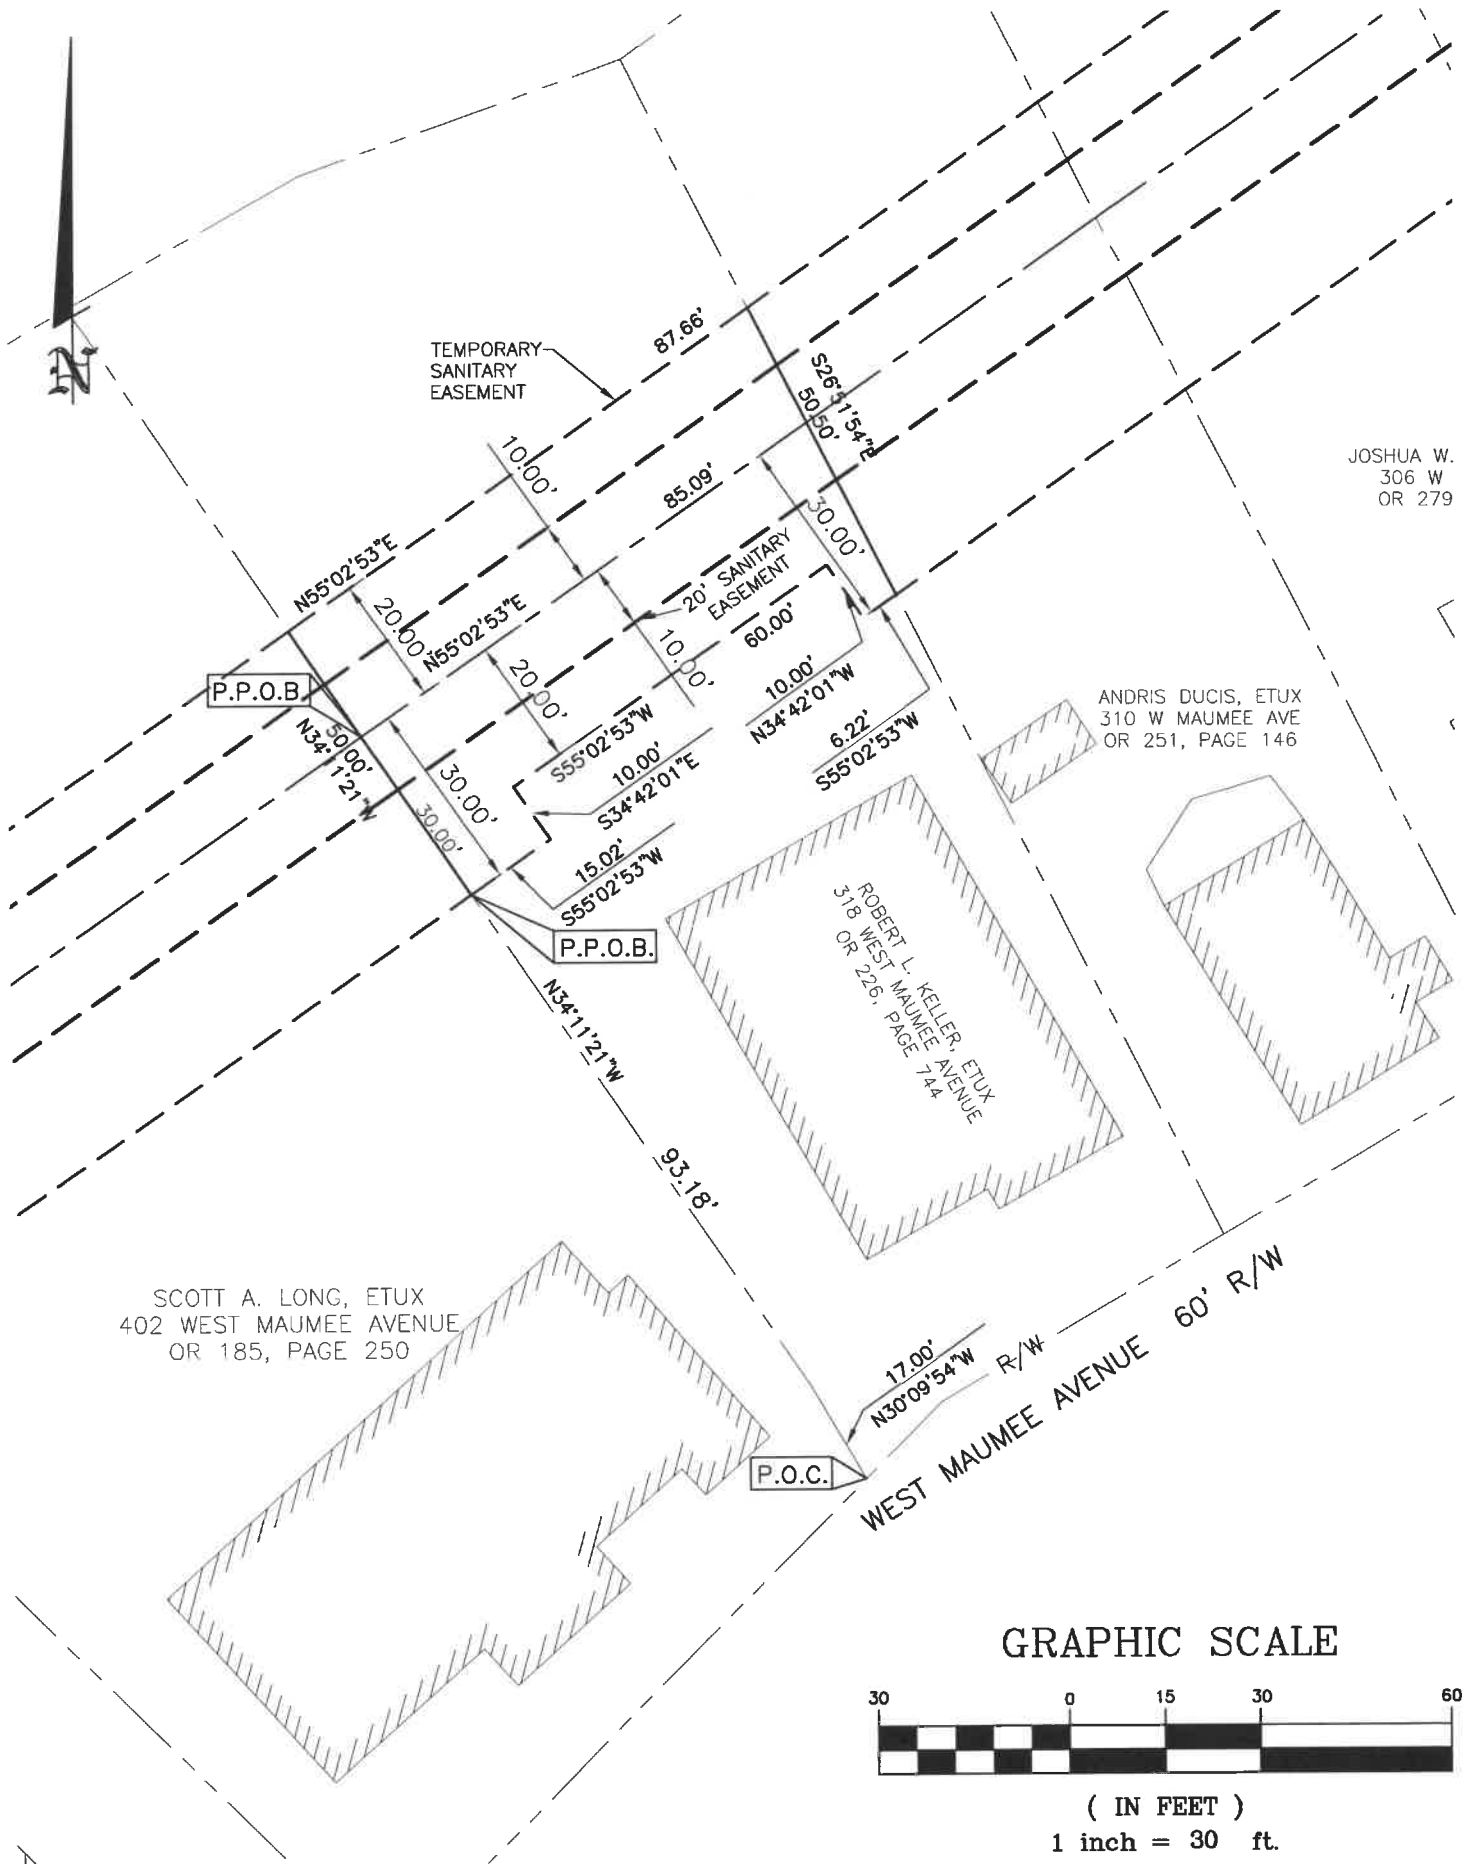 N
TEMPORARY
SANITARY
EASEMENT
87.66'
S26°51'54"E
50.50'
10.00'
85.09'
JOSHUA W.
306 W
OR 279
N55°02'53"E
30.00'
20' SANITARY
EASEMENT
20.00'
N55°02'53"E
60.00'
10.00'
P.P.O.B.
20.00'
10.00'
N34°42'01"W
ANDRIS DUCIS, ETUX
310 W MAUMEE AVE
OR 251, PAGE 146
50.00'
S55°02'53"W
6.22'
S55°02'53"W
30.00'
10.00'
S34°42'01"E
30.00'
15.02'
S55°02'53"W
P.P.O.B.
ROBERT L. KELLER, ETUX
318 WEST MAUMEE AVENUE
OR 226, PAGE 744
N34°11'21"W
93.18'
SCOTT A. LONG, ETUX
402 WEST MAUMEE AVENUE
OR 185, PAGE 250
17.00'
N30°09'54"W
R/W
WEST MAUMEE AVENUE 60' R/W
P.O.C.
GRAPHIC SCALE
30 0 15 30 60
( IN FEET )
1 inch = 30 ft.